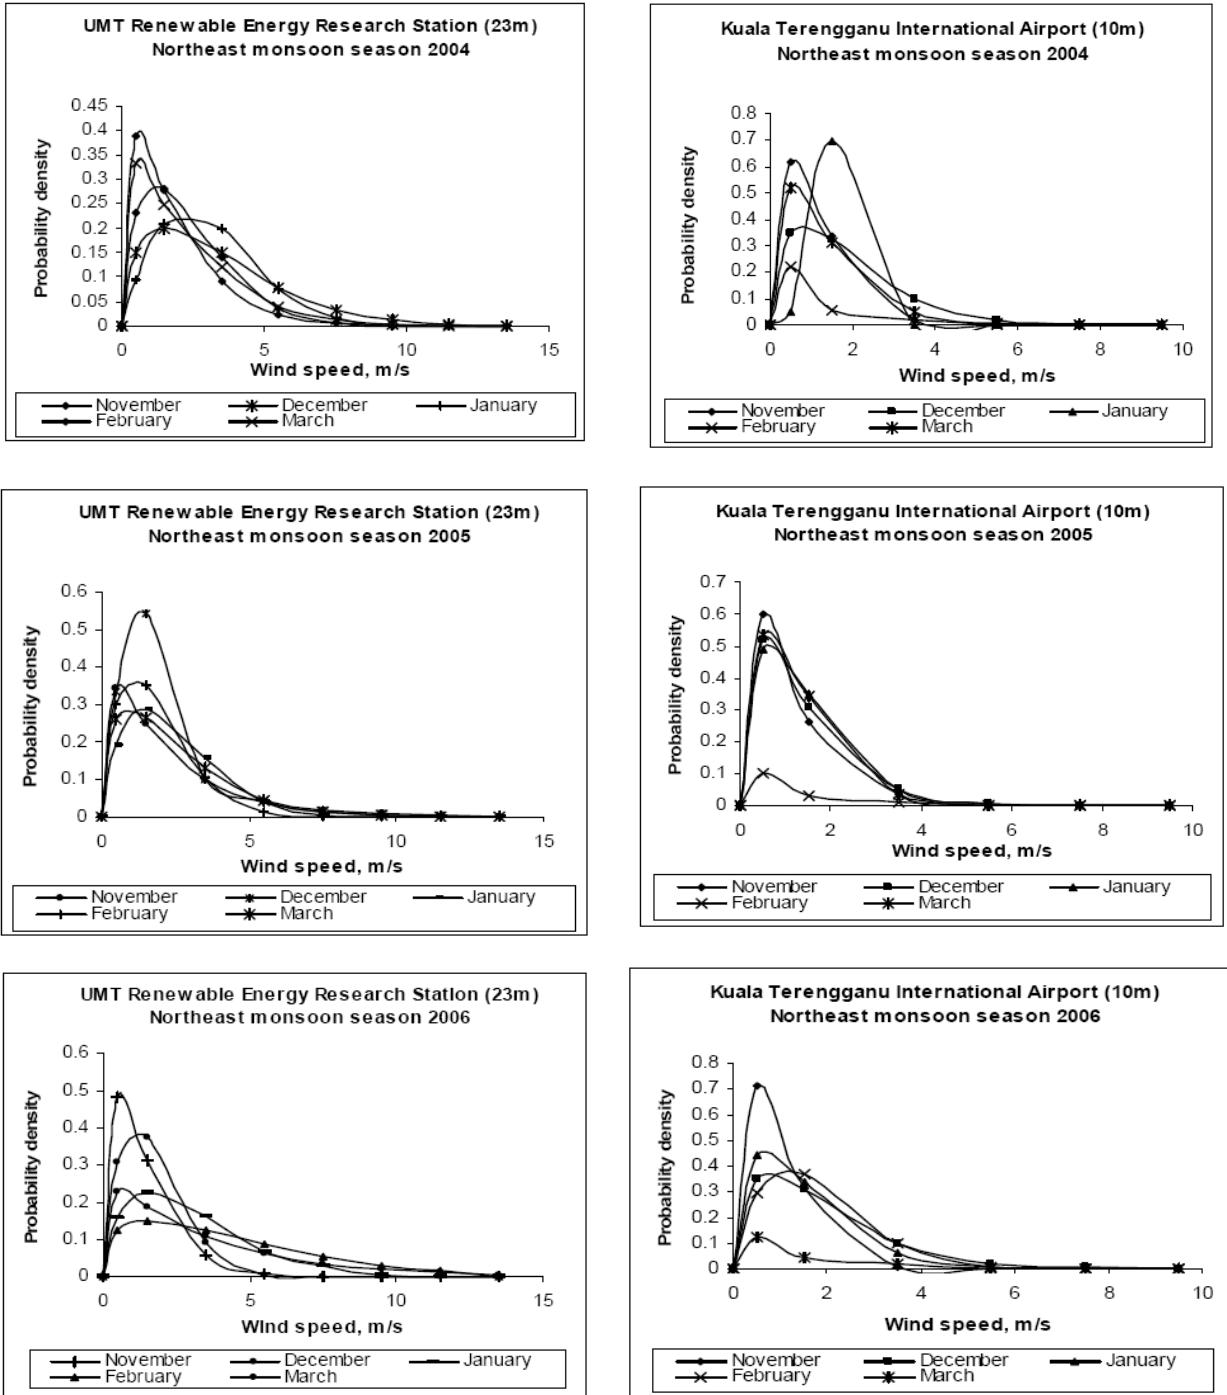 UMT Renewable Energy Research Station (23m)
Northeast monsoon season 2004
Probability density
0.45
0.4
0.35
0.3
0.25
0.2
0.15
0.1
0.05
0
0 5 10 15
Wind speed, m/s
November December January
February March
Kuala Terengganu International Airport (10m)
Northeast monsoon season 2004
Probability density
0.8
0.7
0.6
0.5
0.4
0.3
0.2
0.1
0
0 2 4 6 8 10
Wind speed, m/s
November December January
February March
UMT Renewable Energy Research Station (23m)
Northeast monsoon season 2005
Probability density
0.6
0.5
0.4
0.3
0.2
0.1
0
0 5 10 15
Wind speed, m/s
November December January
February March
Kuala Terengganu International Airport (10m)
Northeast monsoon season 2005
Probability density
0.7
0.6
0.5
0.4
0.3
0.2
0.1
0
0 2 4 6 8 10
Wind speed, m/s
November December January
February March
UMT Renewable Energy Research Station (23m)
Northeast monsoon season 2006
Probability density
0.6
0.5
0.4
0.3
0.2
0.1
0
0 5 10 15
Wind speed, m/s
November December January
February March
Kuala Terengganu International Airport (10m)
Northeast monsoon season 2006
Probability density
0.8
0.7
0.6
0.5
0.4
0.3
0.2
0.1
0
0 2 4 6 8 10
Wind speed, m/s
November December January
February March